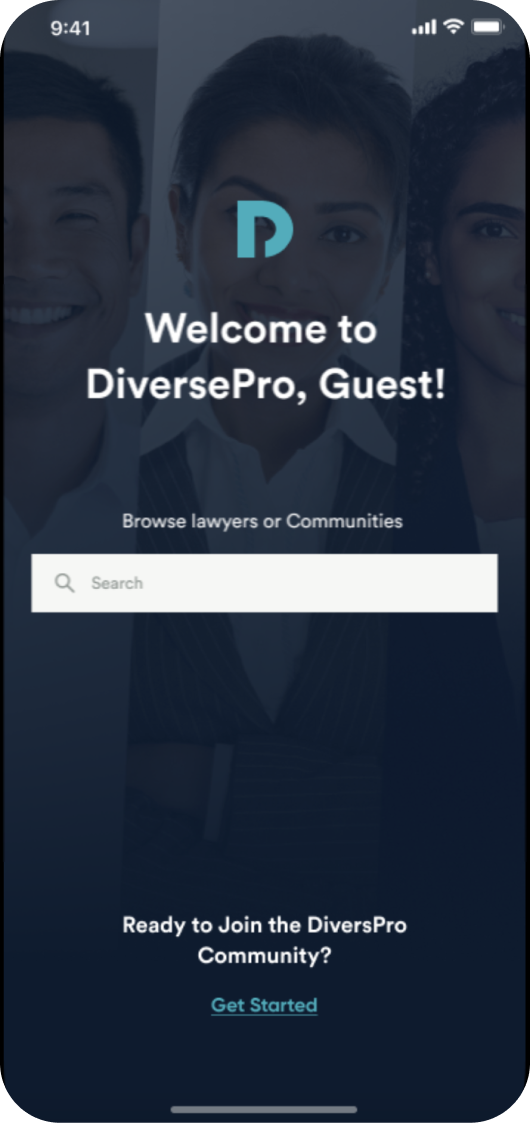 9:41
Welcome to
DiversePro, Guest!
Browse lawyers or Communities
Search
Ready to Join the DiversPro
Community?
Get Started